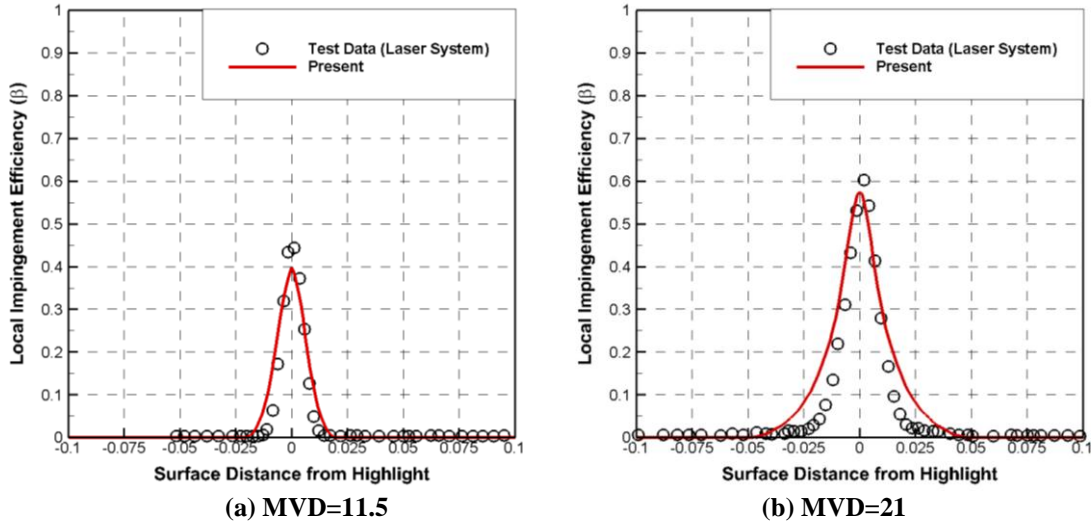 Test Data (Laser System)
Present
Local Impingement Efficiency (β)
1
0.9
0.8
0.7
0.6
0.5
0.4
0.3
0.2
0.1
0
-0.1 -0.075 -0.05 -0.025 0 0.025 0.05 0.075 0.1
Surface Distance from Highlight
(a) MVD=11.5
Test Data (Laser System)
Present
Local Impingement Efficiency (β)
1
0.9
0.8
0.7
0.6
0.5
0.4
0.3
0.2
0.1
0
-0.1 -0.075 -0.05 -0.025 0 0.025 0.05 0.075 0.1
Surface Distance from Highlight
(b) MVD=21